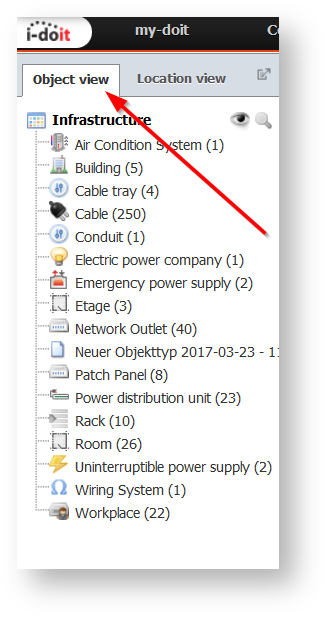 i-doit
my-doit
Object view
Location view
Infrastructure
Air Condition System (1)
Building (5)
Cable tray (4)
Cable (250)
Conduit (1)
Electric power company (1)
Emergency power supply (2)
Etage (3)
Network Outlet (40)
Neuer Objekttyp 2017-03-23 - 1
Patch Panel (8)
Power distribution unit (23)
Rack (10)
Room (26)
Uninterruptible power supply (2)
Wiring System (1)
Workplace (22)